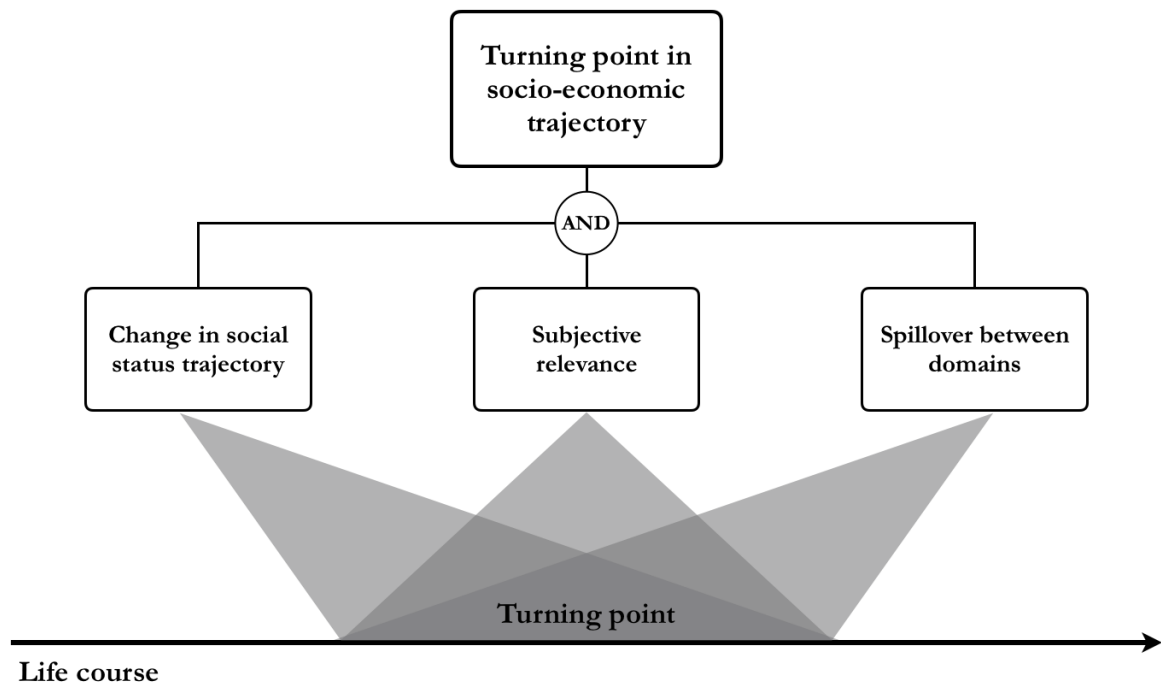 Turning point in
socio-economic
trajectory
AND
Change in social
status trajectory
Subjective
relevance
Spillover between
domains
Turning point
Life course